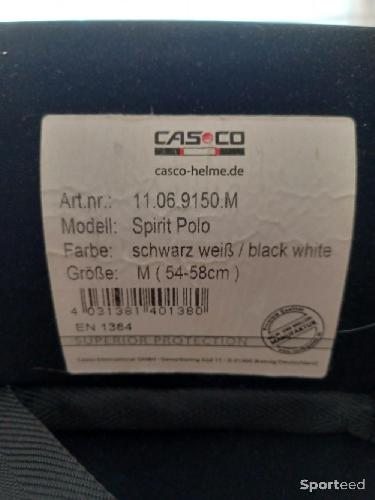 CASCO
casco-helme.de
Art.nr.: 11.06.9150.M
Modell: Spirit Polo
Farbe: schwarz weiß / black white
Größe: M ( 54-58cm )
4 031381 401380
EN 1384
SUPERIOR PROTECTION
MANUFAKTUR
Sporteed